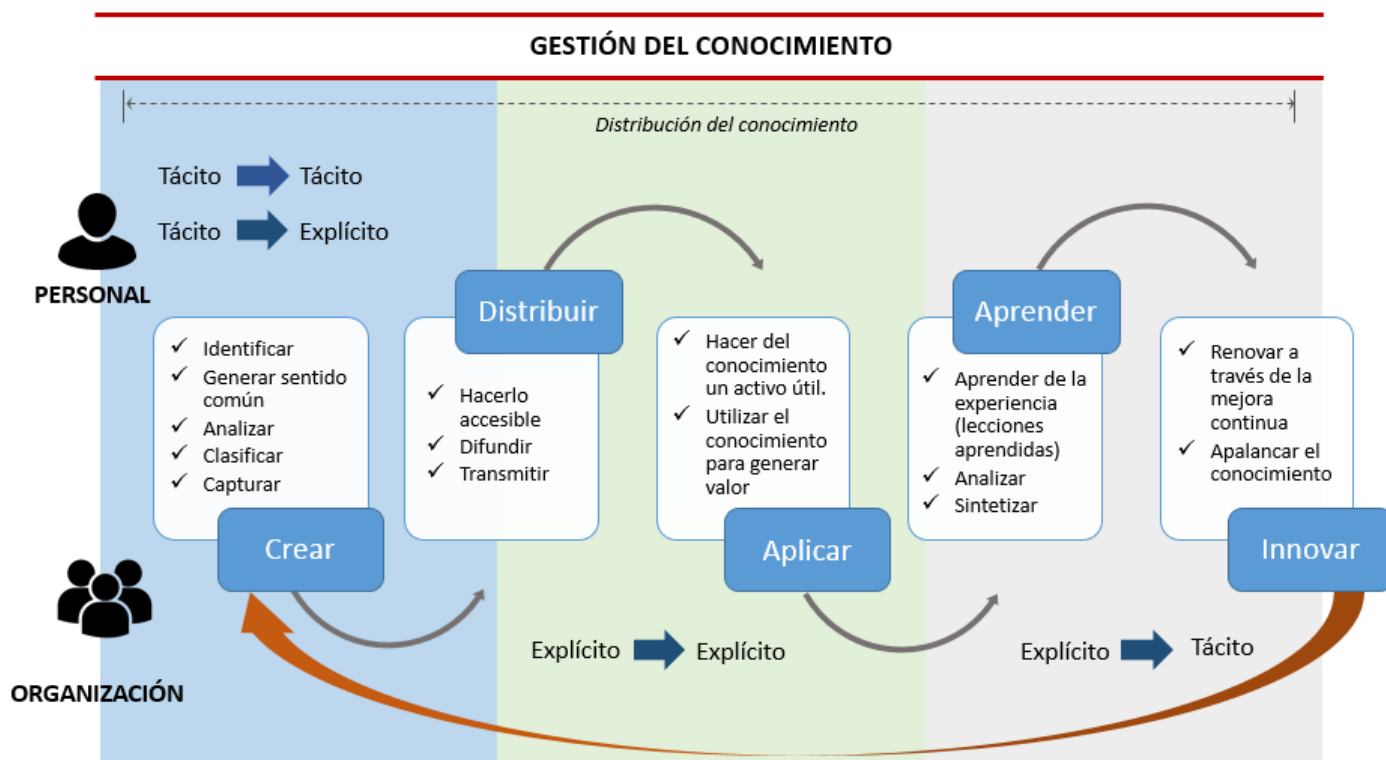 GESTIÓN DEL CONOCIMIENTO
Distribución del conocimiento
Tácito Tácito
Tácito Explícito
PERSONAL
Identificar
Generar sentido
común
Analizar
Clasificar
Capturar
Crear
Distribuir
Hacerlo
accesible
Difundir
Transmitir
Hacer del
conocimiento
un activo útil.
Utilizar el
conocimiento
para generar
valor
Aplicar
Aprender
Aprender de la
experiencia
(lecciones
aprendidas)
Analizar
Sintetizar
Renovar a
través de la
mejora
continua
Apalancar el
conocimiento
Innovar
Explícito Explícito
Explícito Tácito
ORGANIZACIÓN